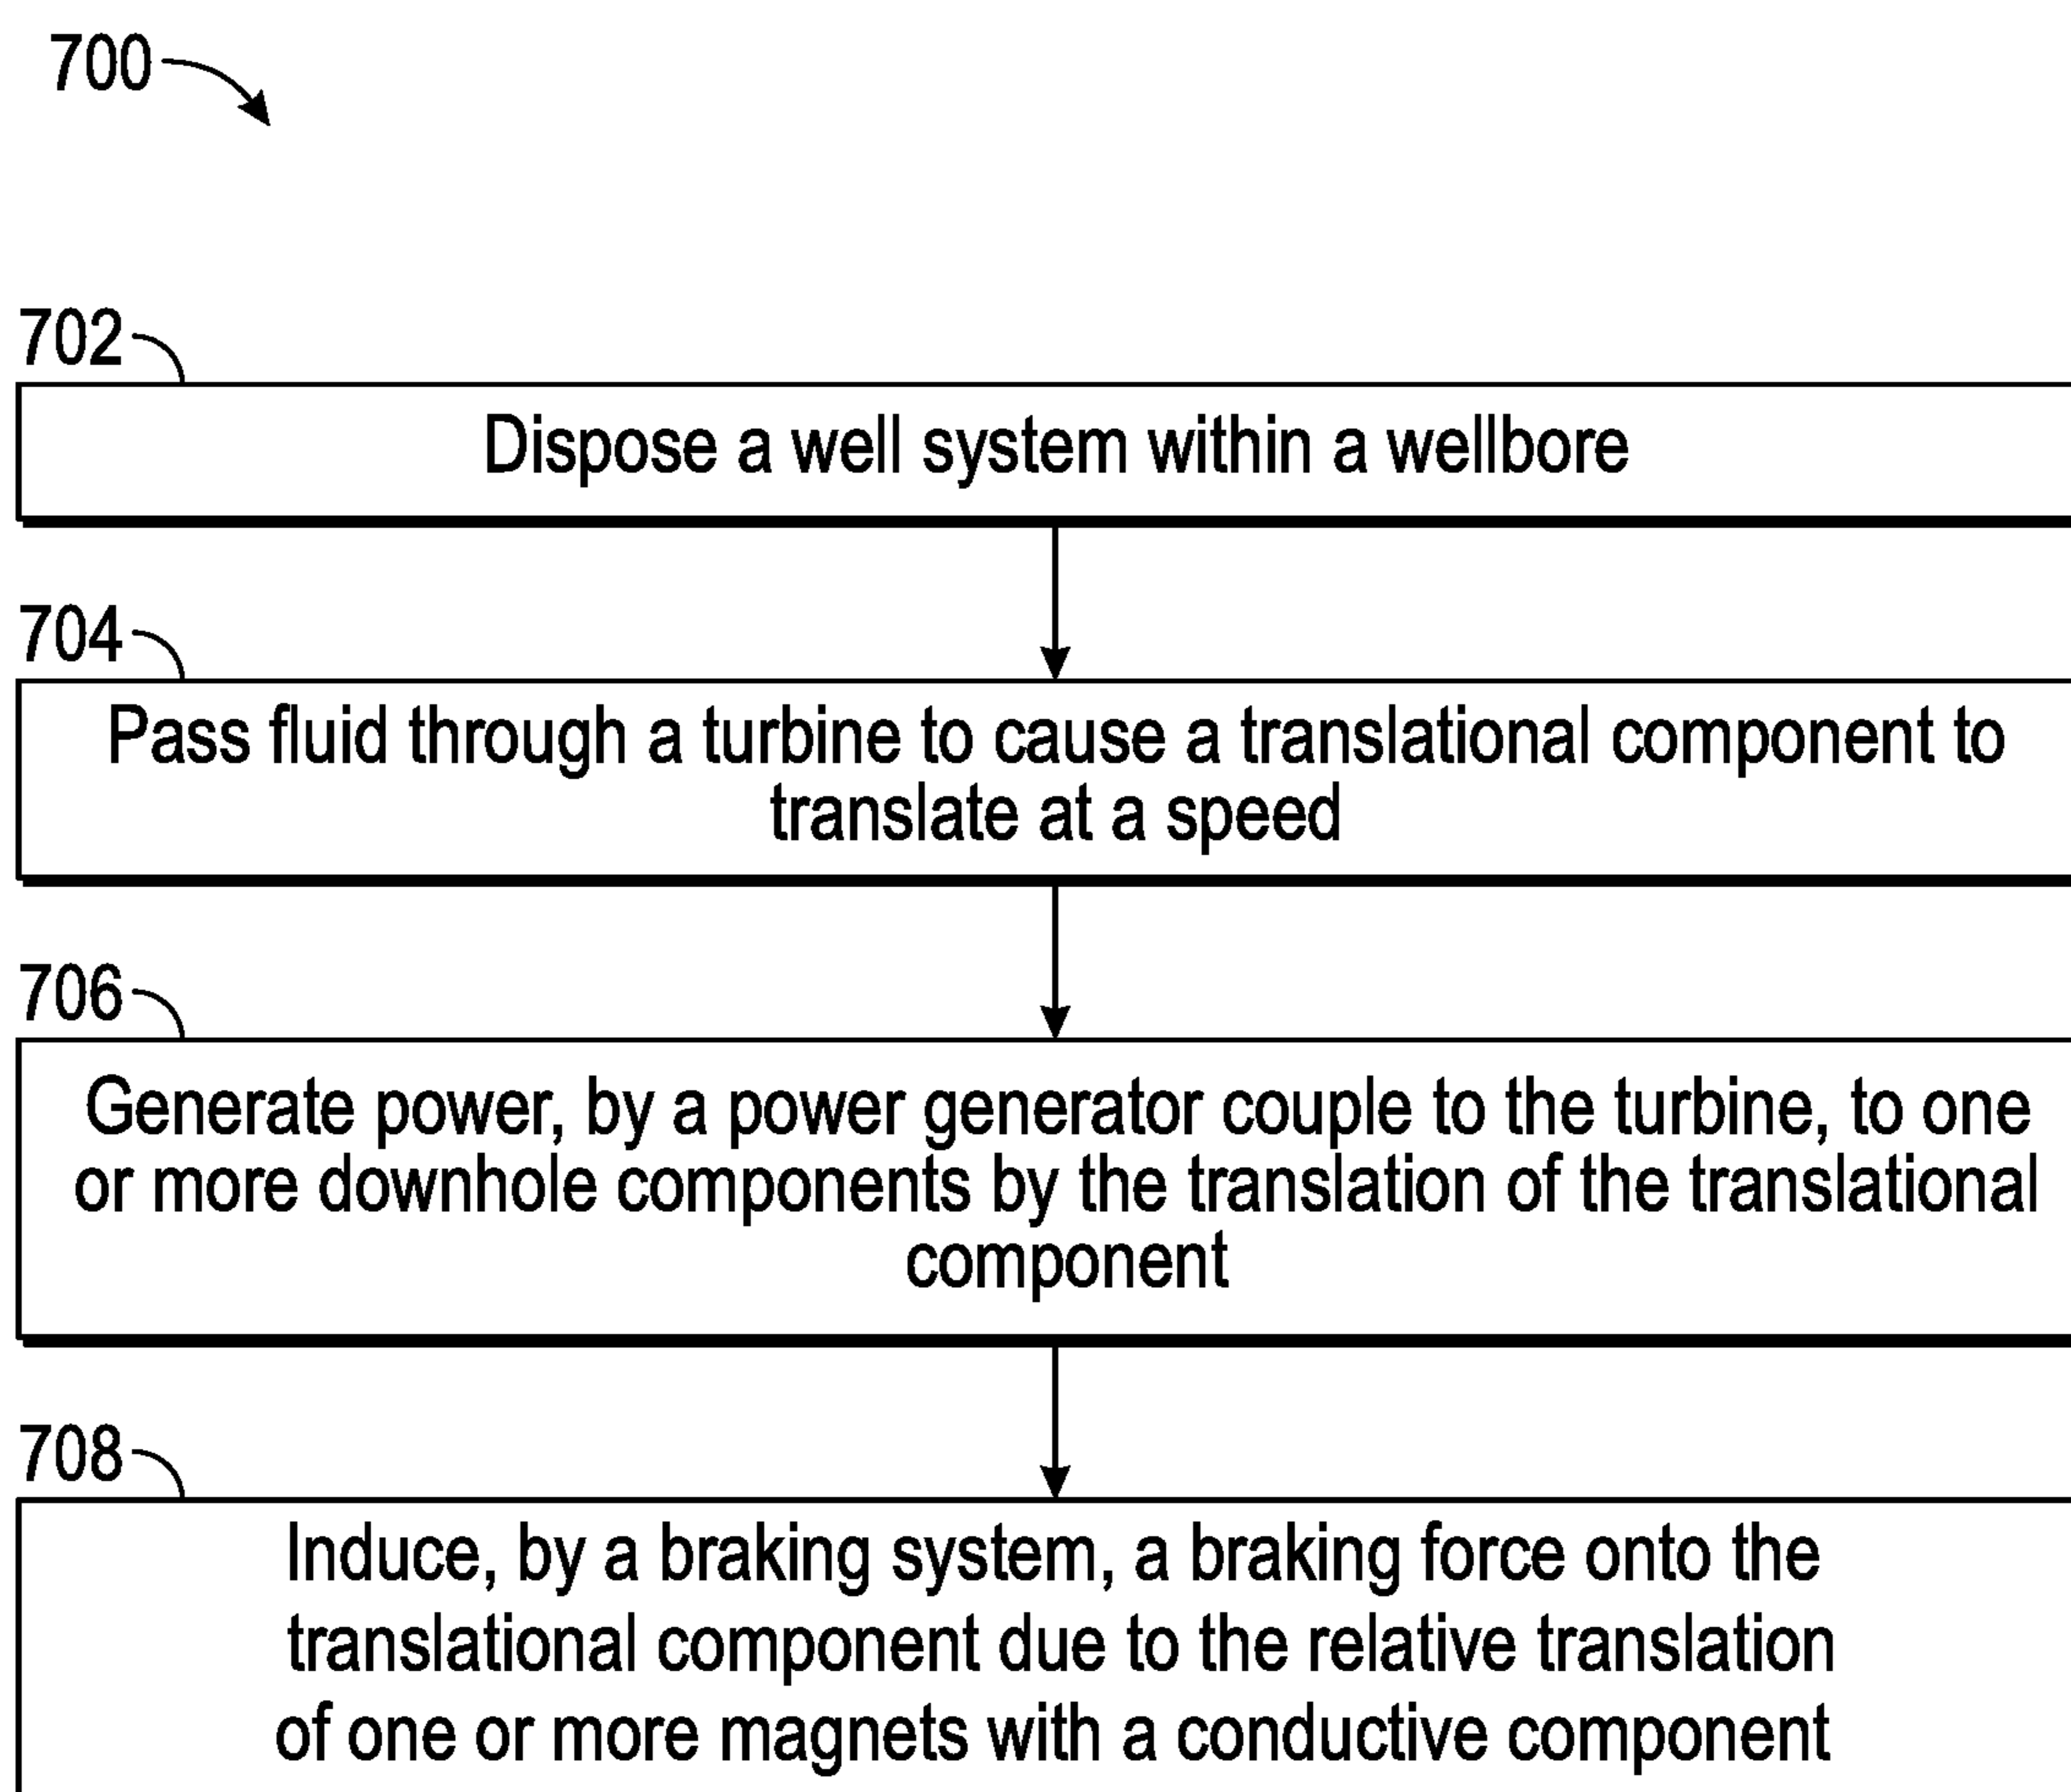 700
702
Dispose a well system within a wellbore
704
Pass fluid through a turbine to cause a translational component to
translate at a speed
706
Generate power, by a power generator couple to the turbine, to one
or more downhole components by the translation of the translational
component
708
Induce, by a braking system, a braking force onto the
translational component due to the relative translation
of one or more magnets with a conductive component